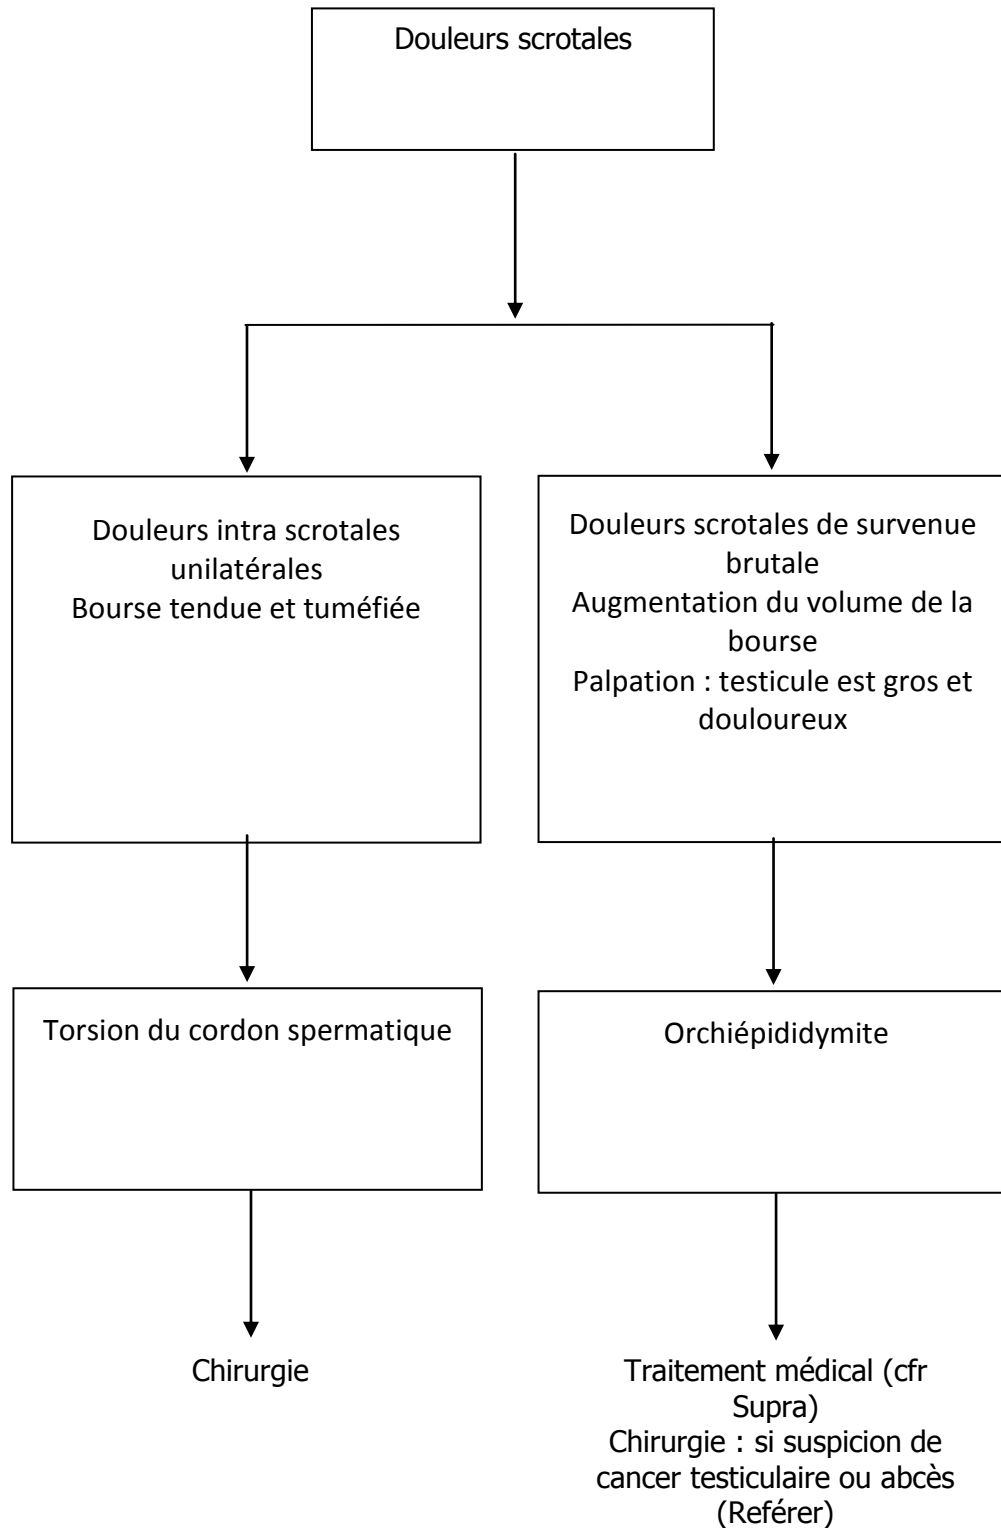 Douleurs scrotales
Douleurs intra scrotales
unilatérales
Bourse tendue et tuméfiée
Douleurs scrotales de survenue
brutale
Augmentation du volume de la
bourse
Palpation : testicule est gros et
douloureux
Torsion du cordon spermatique
Orchiépididymite
Chirurgie
Traitement médical (cfr
Supra)
Chirurgie : si suspicion de
cancer testiculaire ou abcès
(Reférer)